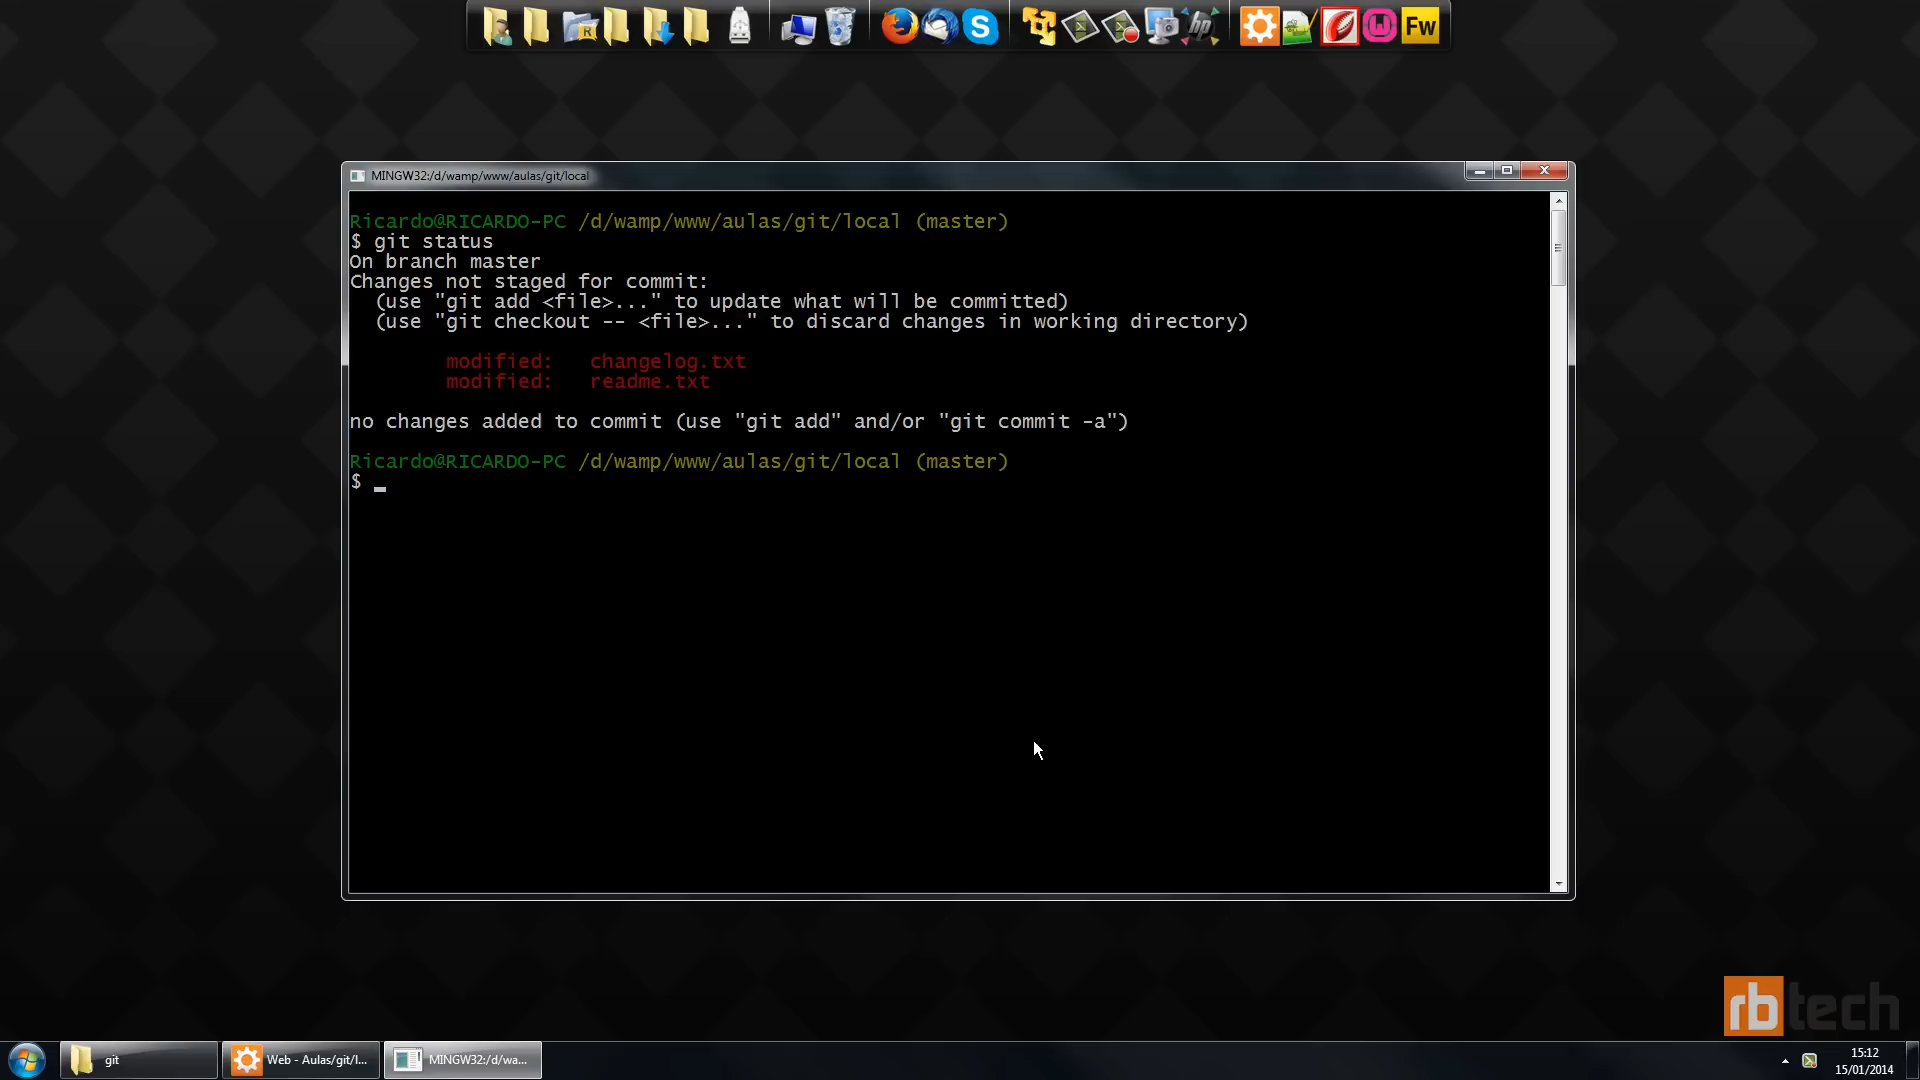 Fw
MINGW32:/d/wamp/www/aulas/git/local
Ricardo@RICARDO-PC /d/wamp/www/aulas/git/local (master)
$ git status
On branch master
Changes not staged for commit:
  (use "git add <file>..." to update what will be committed)
  (use "git checkout -- <file>..." to discard changes in working directory)
        modified:   changelog.txt
        modified:   readme.txt
no changes added to commit (use "git add" and/or "git commit -a")
Ricardo@RICARDO-PC /d/wamp/www/aulas/git/local (master)
$ _
rbtech
git
Web - Aulas/git/l...
MINGW32:/d/wa...
15:12
15/01/2014